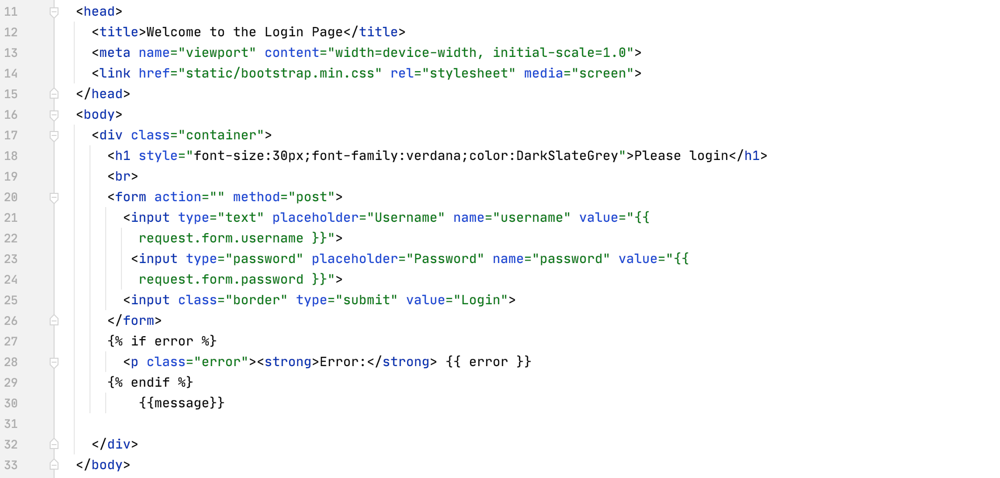 11 <head>
12 <title>Welcome to the Login Page</title>
13 <meta name="viewport" content="width=device-width, initial-scale=1.0">
14 <link href="static/bootstrap.min.css" rel="stylesheet" media="screen">
15 </head>
16 <body>
17 <div class="container">
18 <h1 style="font-size:30px;font-family:verdana;color:DarkSlateGrey">Please login</h1>
19 <br>
20 <form action="" method="post">
21 <input type="text" placeholder="Username" name="username" value="{{
22 request.form.username }}">
23 <input type="password" placeholder="Password" name="password" value="{{
24 request.form.password }}">
25 <input class="border" type="submit" value="Login">
26 </form>
27 {% if error %}
28 <p class="error"><strong>Error:</strong> {{ error }}
29 {% endif %}
30 {{message}}
31
32 </div>
33 </body>